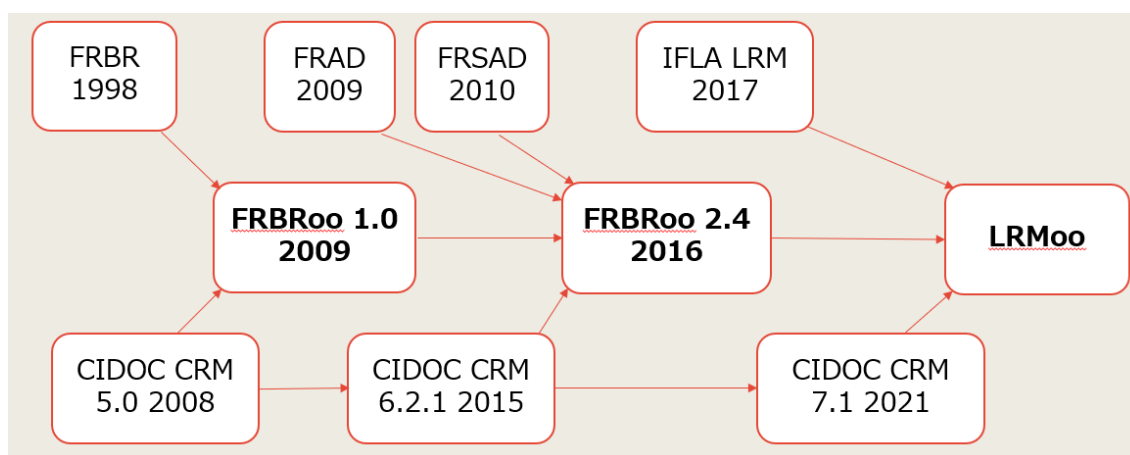 FRBR
1998
FRAD
2009
FRSAD
2010
IFLA LRM
2017
FRBRoo 1.0
2009
FRBRoo 2.4
2016
LRMoo
CIDOC CRM
5.0 2008
CIDOC CRM
6.2.1 2015
CIDOC CRM
7.1 2021